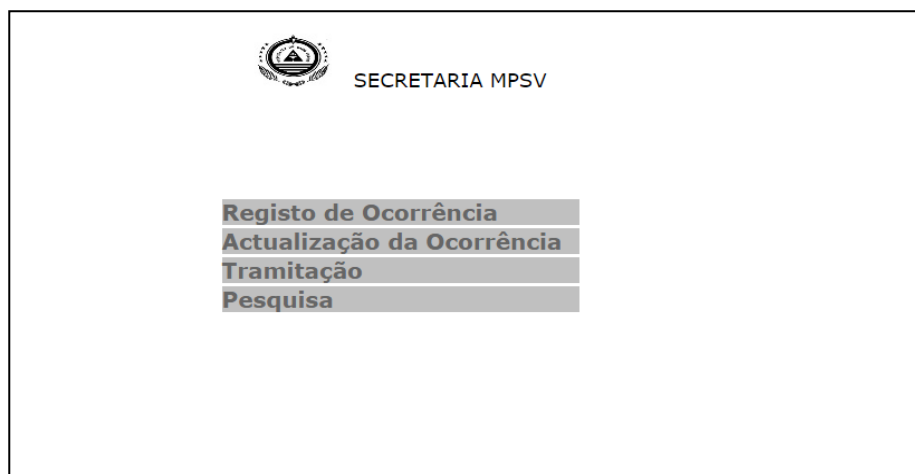 SECRETARIA MPSV
Registo de Ocorrência
Actualização da Ocorrência
Tramitação
Pesquisa